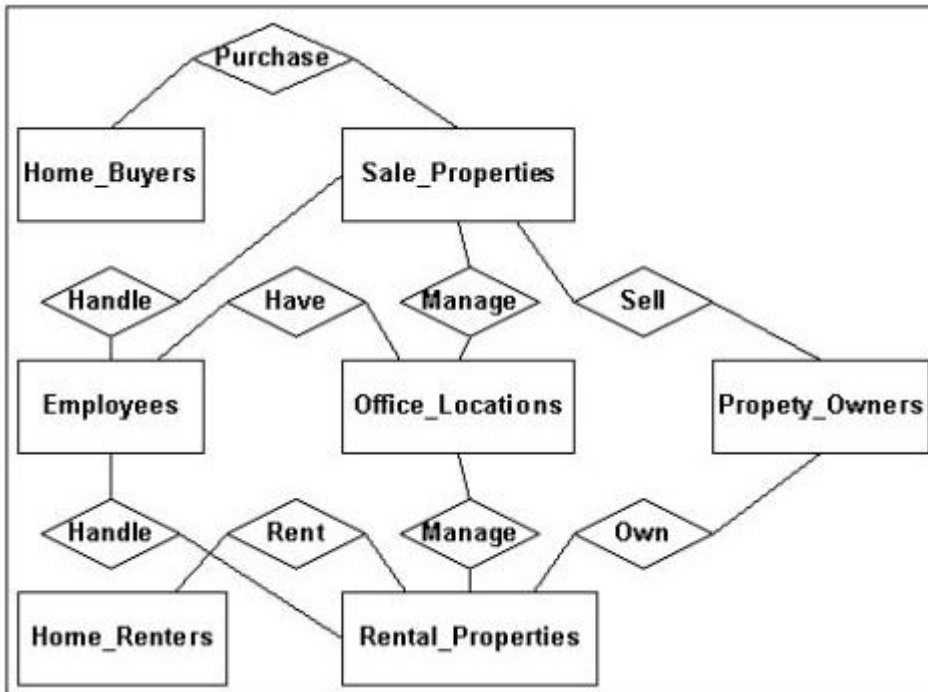 Purchase
Home_Buyers
Sale_Properties
Handle
Have
Manage
Sell
Employees
Office_Locations
Propety_Owners
Handle
Rent
Manage
Own
Home_Renters
Rental_Properties